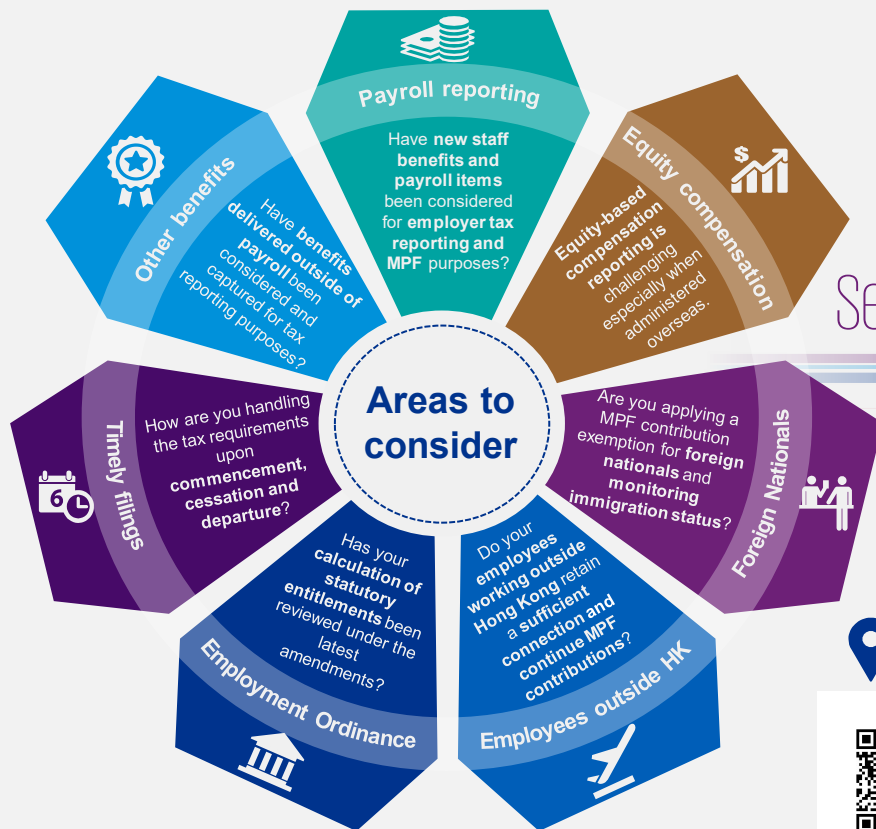 Payroll reporting
Have new staff
benefits and
payroll items
been considered
for employer tax
reporting and
MPF purposes?
Equity compensation
$
Equity-based
compensation
reporting is
challenging
especially when
administered
overseas.
Foreign Nationals
Are you applying a
MPF contribution
exemption for foreign
nationals and
monitoring
immigration status?
Employees outside HK
Do your
employees
working outside
Hong Kong retain
a sufficient
connection and
continue MPF
contributions?
Employment Ordinance
Has your
calculation of
statutory
entitlements been
reviewed under the
latest
amendments?
Timely filings
6
How are you handling
the tax requirements
upon
commencement,
cessation and
departure?
Other benefits
Have benefits
delivered outside of
payroll been
considered and
captured for tax
reporting purposes?
Areas to
consider
Se